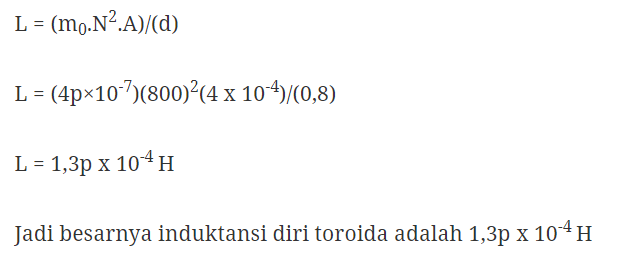 L = (m₀.N².A)/(d)
L = (4p×10⁻⁷)(800)²(4 x 10⁻⁴)/(0,8)
L = 1,3p x 10⁻⁴ H
Jadi besarnya induktansi diri toroida adalah 1,3p x 10⁻⁴ H